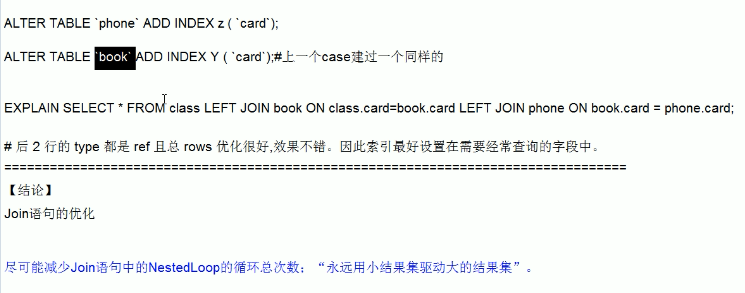 ALTER TABLE `phone` ADD INDEX z ( `card`);
ALTER TABLE `book` ADD INDEX Y ( `card`);#上一个case建过一个同样的
EXPLAIN SELECT * FROM class LEFT JOIN book ON class.card=book.card LEFT JOIN phone ON book.card = phone.card;
# 后 2 行的 type 都是 ref 且总 rows 优化很好,效果不错。因此索引最好设置在需要经常查询的字段中。
==================================================================================
【结论】
Join语句的优化
尽可能减少Join语句中的NestedLoop的循环总次数；“永远用小结果集驱动大的结果集”。